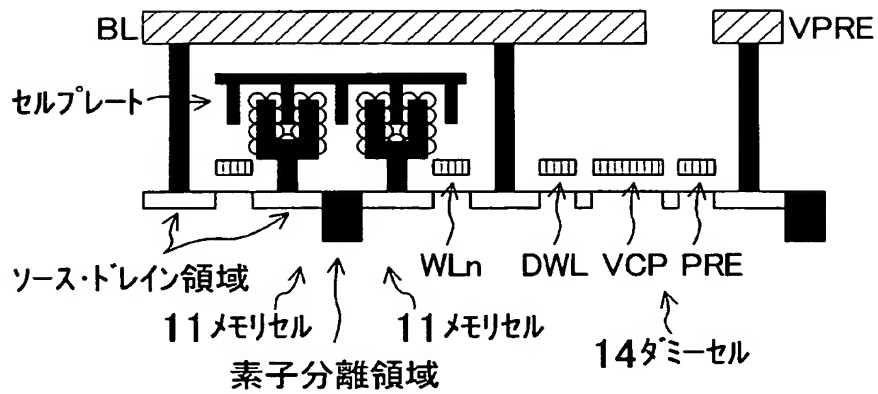 BL
VPRE
セルプレート
WLn
DWL
VCP
PRE
ソース・ドレイン領域
11メモリセル
11メモリセル
14ダミーセル
素子分離領域